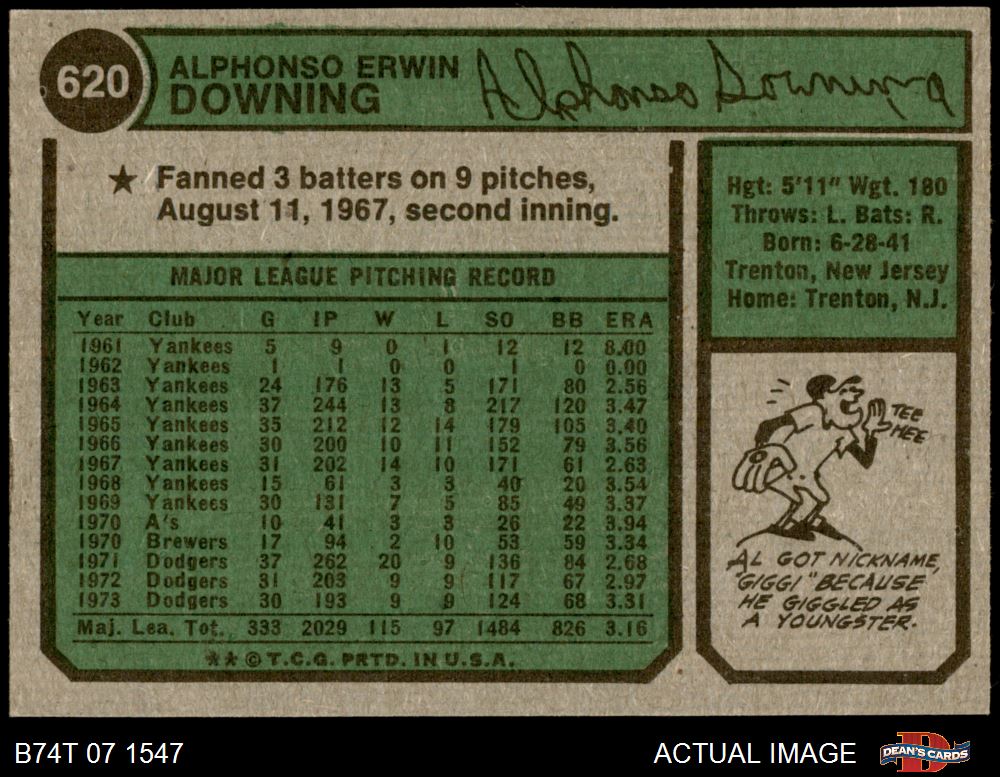 620
ALPHONSO ERWIN
DOWNING
Alphonso Downing
★ Fanned 3 batters on 9 pitches,
August 11, 1967, second inning.
MAJOR LEAGUE PITCHING RECORD
Year Club G IP W L SO BB ERA
1961 Yankees 5 9 0 1 12 12 8.00
1962 Yankees 1 1 0 0 1 0 0.00
1963 Yankees 24 176 13 5 171 80 2.56
1964 Yankees 37 244 13 8 217 120 3.47
1965 Yankees 35 212 12 14 179 105 3.40
1966 Yankees 30 200 10 11 152 79 3.56
1967 Yankees 31 202 14 10 171 61 2.63
1968 Yankees 15 61 3 3 40 20 3.54
1969 Yankees 30 131 7 5 85 49 3.37
1970 A's 10 41 3 3 26 22 3.94
1970 Brewers 17 94 2 10 53 59 3.34
1971 Dodgers 37 262 20 9 136 84 2.68
1972 Dodgers 31 203 9 9 117 67 2.97
1973 Dodgers 30 193 9 9 124 68 3.31
Maj. Lea. Tot. 333 2029 115 97 1484 826 3.16
★★ © T.C.G. PRTD. IN U.S.A.
Hgt: 5'11" Wgt. 180
Throws: L. Bats: R.
Born: 6-28-41
Trenton, New Jersey
Home: Trenton, N.J.
TEE
HEE
AL GOT NICKNAME,
"GIGGI" BECAUSE
HE GIGGLED AS
A YOUNGSTER.
B74T 07 1547
ACTUAL IMAGE
DEAN'S CARDS